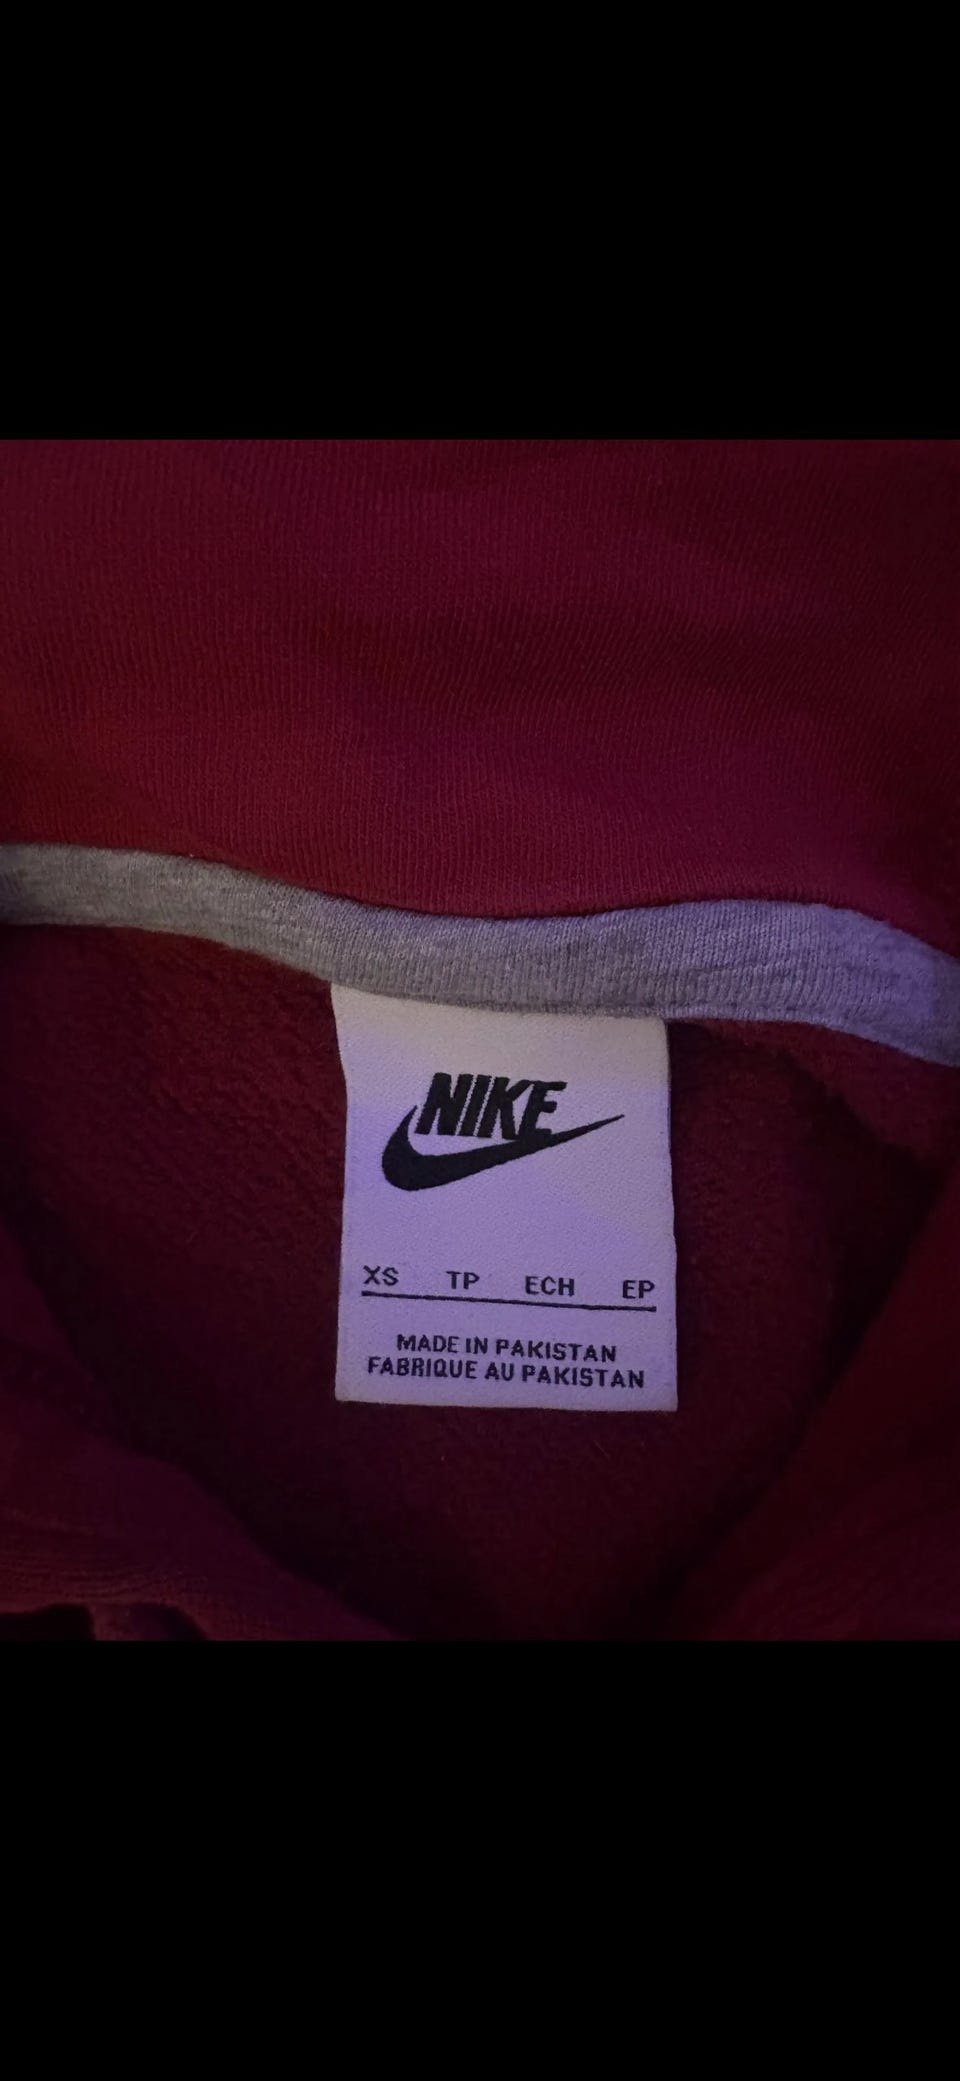 NIKE
XS TP ECH EP
MADE IN PAKISTAN
FABRIQUE AU PAKISTAN